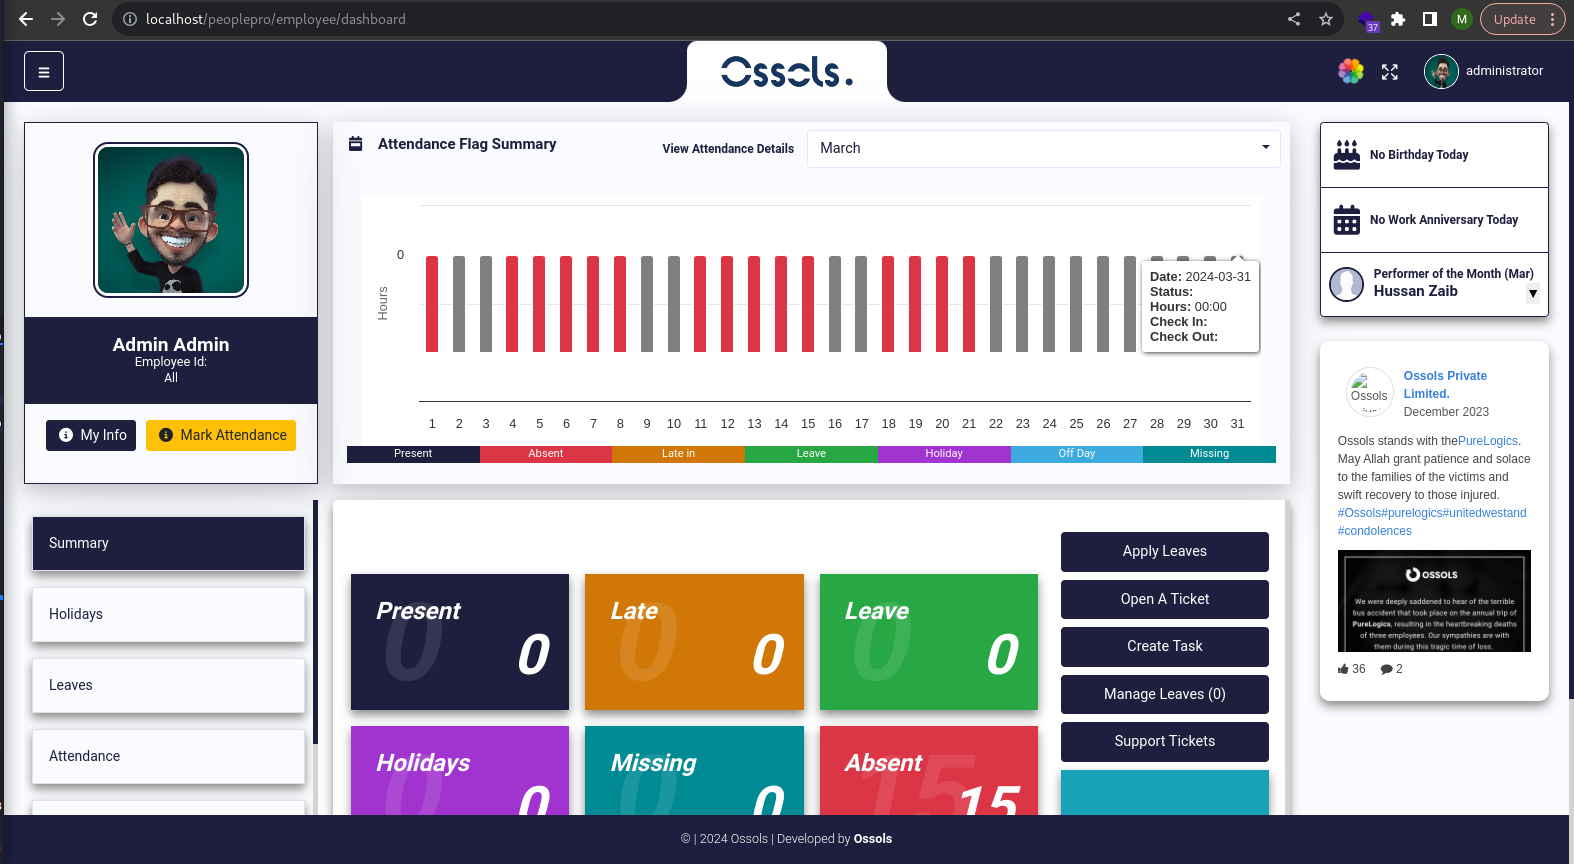 localhost/peoplepro/employee/dashboard
37
M
Update
Ossols.
administrator
Admin Admin
Employee Id:
All
My Info
Mark Attendance
Attendance Flag Summary
View Attendance Details
March
0
Hours
Date: 2024-03-31
Status:
Hours: 00:00
Check In:
Check Out:
1 2 3 4 5 6 7 8 9 10 11 12 13 14 15 16 17 18 19 20 21 22 23 24 25 26 27 28 29 30 31
Present Absent Late in Leave Holiday Off Day Missing
No Birthday Today
No Work Anniversary Today
Performer of the Month (Mar)
Hussan Zaib
Ossols
Ossols Private
Limited.
December 2023
Ossols stands with thePureLogics.
May Allah grant patience and solace
to the families of the victims and
swift recovery to those injured.
#Ossols#purelogics#unitedwestand
#condolences
OSSOLS
We were deeply saddened to hear of the terrible
bus accident that took place on the annual trip of
PureLogics, resulting in the heartbreaking deaths
of three employees. Our sympathies are with
them during this tragic time of loss.
36 2
Summary
Holidays
Leaves
Attendance
Present
0
0
Late
0
0
Leave
0
0
Holidays
0
0
Missing
0
0
Absent
15
15
Apply Leaves
Open A Ticket
Create Task
Manage Leaves (0)
Support Tickets
© | 2024 Ossols | Developed by Ossols